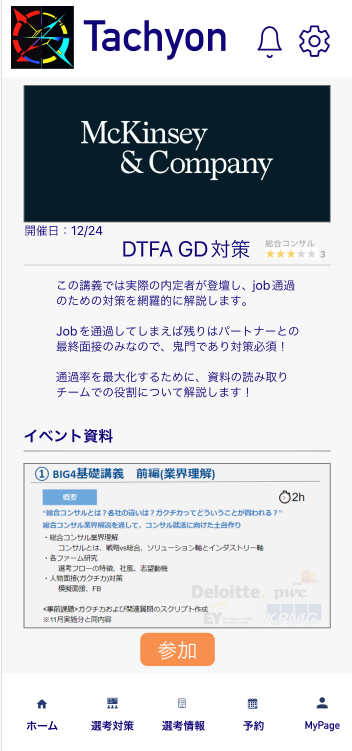 Tachyon
McKinsey
& Company
開催日：12/24
総合コンサル
DTFA GD対策
★★★★★ 3
この講義では実際の内定者が登壇し、job通過
のための対策を網羅的に解説します。
Jobを通過してしまえば残りはパートナーとの
最終面接のみなので、鬼門であり対策必須！
通過率を最大化するために、資料の読み取り
チームでの役割について解説します！
イベント資料
① BIG4基礎講義　前編(業界理解)
概要
2h
"総合コンサルとは？各社の違いは？ガクチカってどういうことが問われる？"
総合コンサル業界解説を通して、コンサル就活に向けた土台作り
・総合コンサル業界理解
コンサルとは、戦略vs総合、ソリューション軸とインダストリー軸
・各ファーム研究
選考フローの特徴、社風、志望動機
・人物面接(ガクチカ)対策
模擬面接、FB
Deloitte. pwc
<事前課題>ガクチカおよび関連質問のスクリプト作成
EY KPMG
※11月実施分と同内容
参加
ホーム 選考対策 選考情報 予約 MyPage